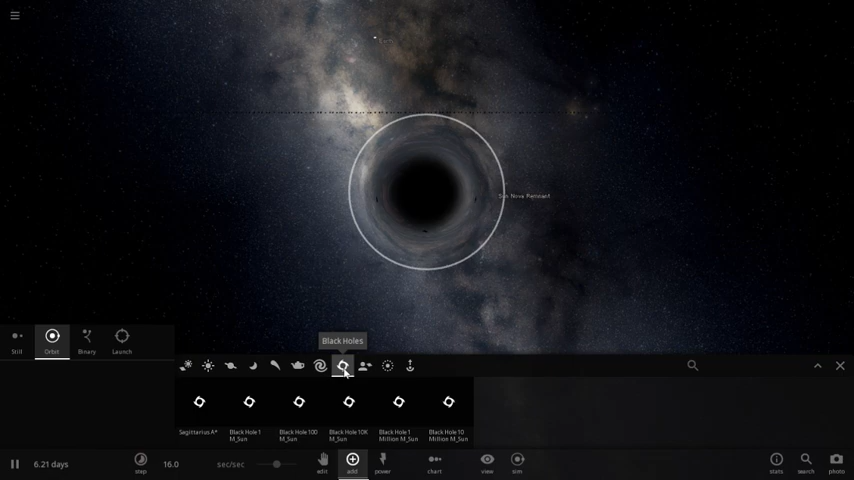 Sun Nova Remnant
Still
Orbit
Binary
Launch
Black Holes
Sagittarius A*
Black Hole 1
M_Sun
Black Hole 100
M_Sun
Black Hole 10K
M_Sun
Black Hole 1
Million M_Sun
Black Hole 10
Million M_Sun
6.21 days
step
16.0
sec/sec
edit
add
power
chart
view
sim
stats
search
photo